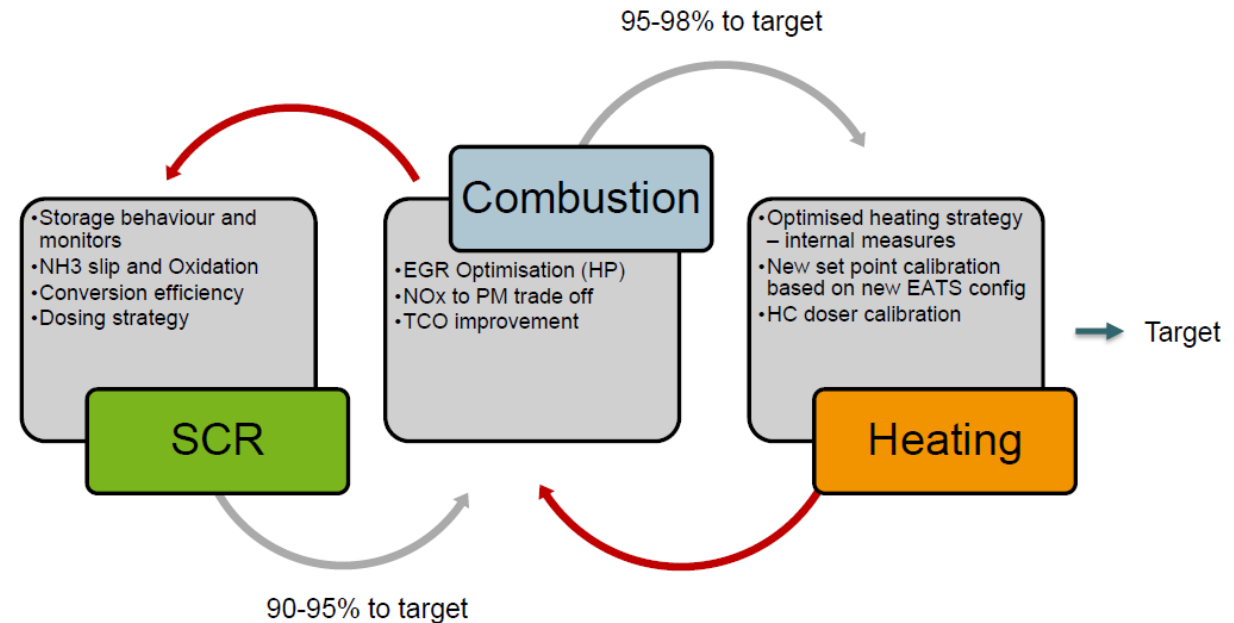 95-98% to target
Combustion
•Storage behaviour and
monitors
•NH3 slip and Oxidation
•Conversion efficiency
•Dosing strategy
SCR
•EGR Optimisation (HP)
•NOx to PM trade off
•TCO improvement
•Optimised heating strategy
– internal measures
•New set point calibration
based on new EATS config
•HC doser calibration
Heating
Target
90-95% to target